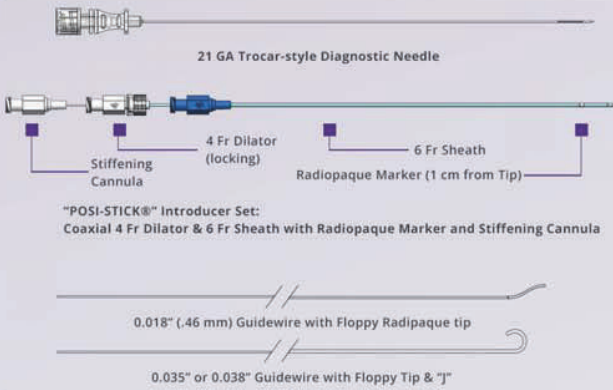 21 GA Trocar-style Diagnostic Needle
4 Fr Dilator
(locking)
6 Fr Sheath
Stiffening
Cannula
Radiopaque Marker (1 cm from Tip)
"POSI-STICK®" Introducer Set:
Coaxial 4 Fr Dilator & 6 Fr Sheath with Radiopaque Marker and Stiffening Cannula
0.018" (.46 mm) Guidewire with Floppy Radipaque tip
0.035" or 0.038" Guidewire with Floppy Tip & "J"